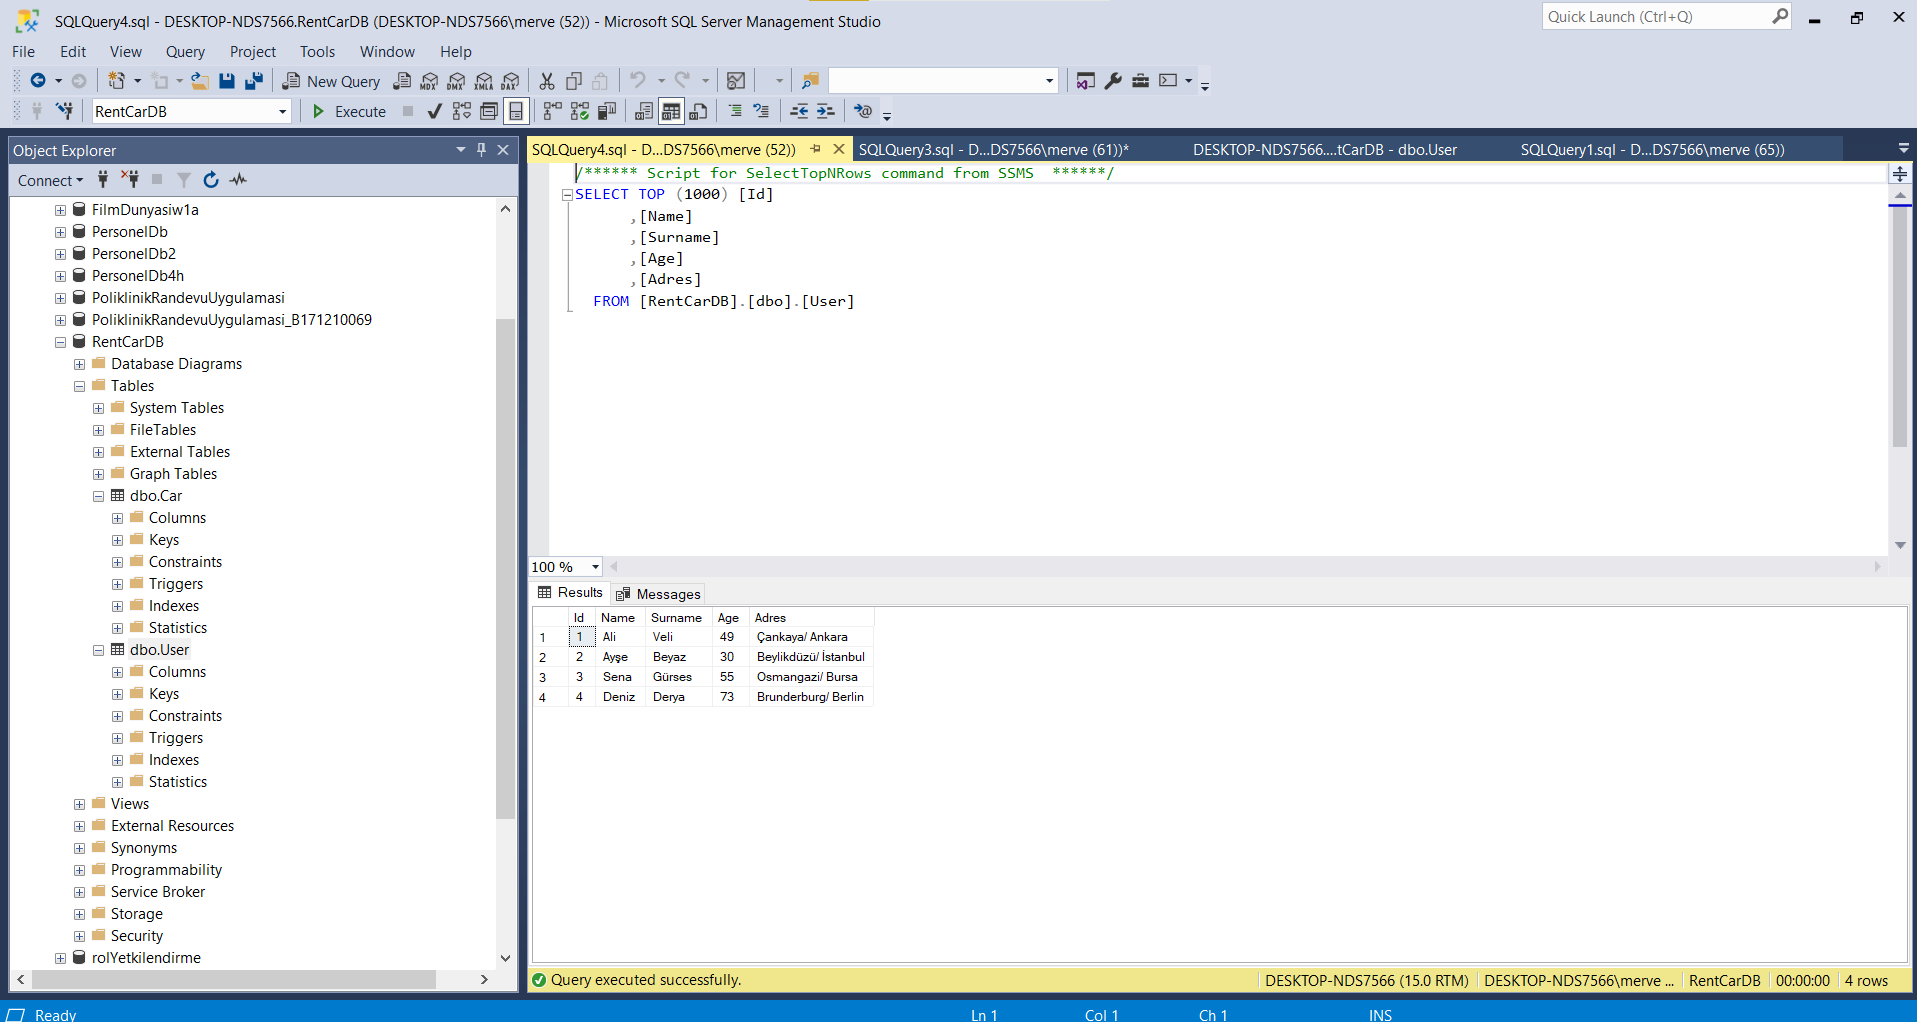 SQLQuery4.sql - DESKTOP-NDS7566.RentCarDB (DESKTOP-NDS7566\merve (52)) - Microsoft SQL Server Management Studio
Quick Launch (Ctrl+Q)
File Edit View Query Project Tools Window Help
New Query MDX DMX XMLA DAX
RentCarDB Execute
Object Explorer
Connect
FilmDunyasiw1a
PersonelDb
PersonelDb2
PersonelDb4h
PoliklinikRandevuUygulamasi
PoliklinikRandevuUygulamasi_B171210069
RentCarDB
Database Diagrams
Tables
System Tables
FileTables
External Tables
Graph Tables
dbo.Car
Columns
Keys
Constraints
Triggers
Indexes
Statistics
dbo.User
Columns
Keys
Constraints
Triggers
Indexes
Statistics
Views
External Resources
Synonyms
Programmability
Service Broker
Storage
Security
rolYetkilendirme
SQLQuery4.sql - D...DS7566\merve (52)) SQLQuery3.sql - D...DS7566\merve (61))* DESKTOP-NDS7566....tCarDB - dbo.User SQLQuery1.sql - D...DS7566\merve (65))
/****** Script for SelectTopNRows command from SSMS  ******/
SELECT TOP (1000) [Id]
,[Name]
,[Surname]
,[Age]
,[Adres]
FROM [RentCarDB].[dbo].[User]
100 %
Results Messages
Id Name Surname Age Adres
1 1 Ali Veli 49 Çankaya/ Ankara
2 2 Ayşe Beyaz 30 Beylikdüzü/ İstanbul
3 3 Sena Gürses 55 Osmangazi/ Bursa
4 4 Deniz Derya 73 Brunderburg/ Berlin
Query executed successfully. DESKTOP-NDS7566 (15.0 RTM) DESKTOP-NDS7566\merve ... RentCarDB 00:00:00 4 rows
Ready Ln 1 Col 1 Ch 1 INS